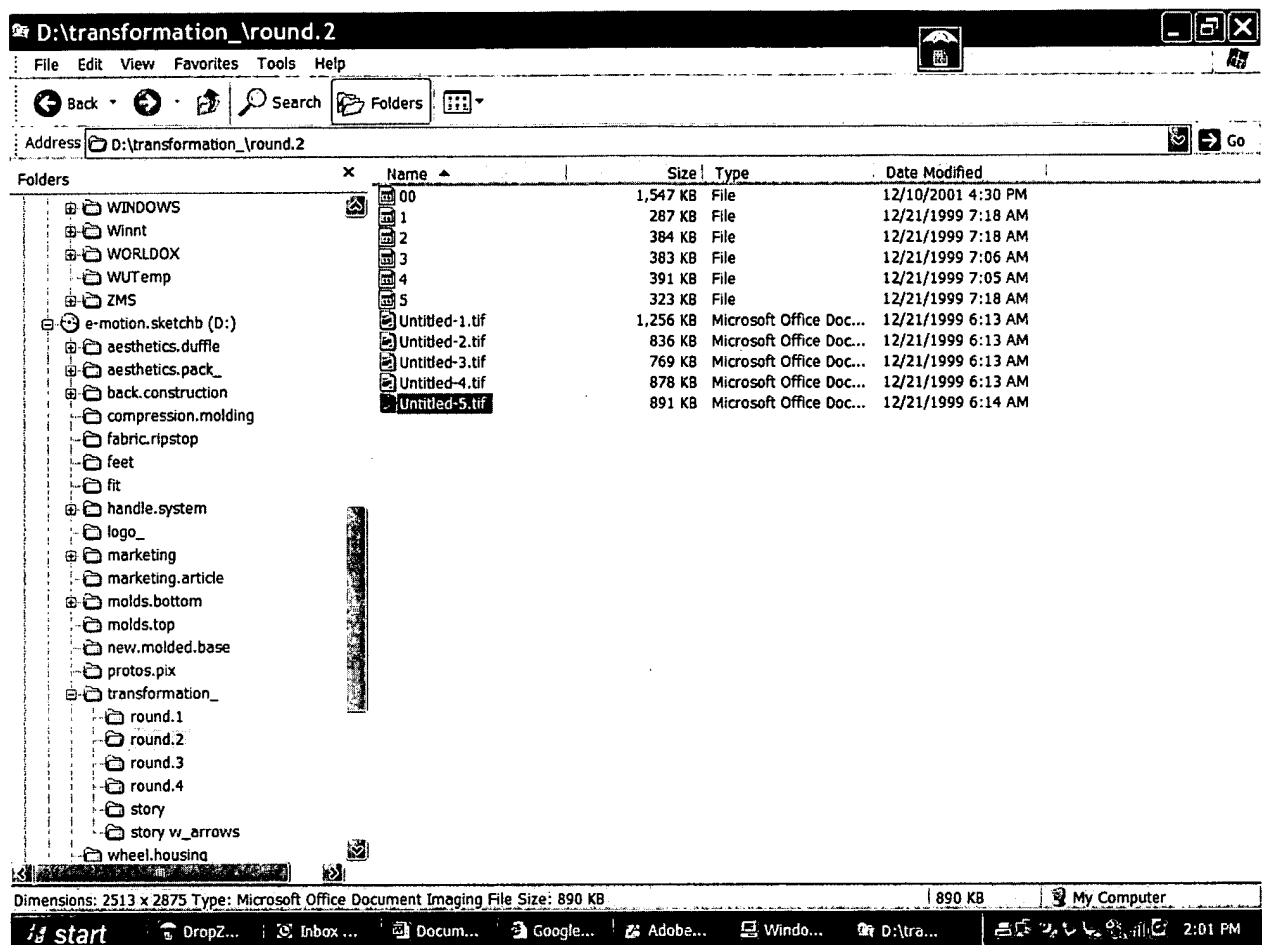 D:\transformation_\round.2
File Edit View Favorites Tools Help
Back Search Folders
Address D:\transformation_\round.2 Go
Folders x
WINDOWS
Winnt
WORLDOX
WUTemp
ZMS
e-motion.sketchb (D:)
aesthetics.duffle
aesthetics.pack_
back.construction
compression.molding
fabric.ripstop
feet
fit
handle.system
logo_
marketing
marketing.article
molds.bottom
molds.top
new.molded.base
protos.pix
transformation_
round.1
round.2
round.3
round.4
story
story w_arrows
wheel.housing
Name Size Type Date Modified
00 1,547 KB File 12/10/2001 4:30 PM
1 287 KB File 12/21/1999 7:18 AM
2 384 KB File 12/21/1999 7:18 AM
3 383 KB File 12/21/1999 7:06 AM
4 391 KB File 12/21/1999 7:05 AM
5 323 KB File 12/21/1999 7:18 AM
Untitled-1.tif 1,256 KB Microsoft Office Doc... 12/21/1999 6:13 AM
Untitled-2.tif 836 KB Microsoft Office Doc... 12/21/1999 6:13 AM
Untitled-3.tif 769 KB Microsoft Office Doc... 12/21/1999 6:13 AM
Untitled-4.tif 878 KB Microsoft Office Doc... 12/21/1999 6:13 AM
Untitled-5.tif 891 KB Microsoft Office Doc... 12/21/1999 6:14 AM
Dimensions: 2513 x 2875 Type: Microsoft Office Document Imaging File Size: 890 KB 890 KB My Computer
start DropZ... Inbox ... Docum... Google... Adobe... Windo... D:\tra... 2:01 PM